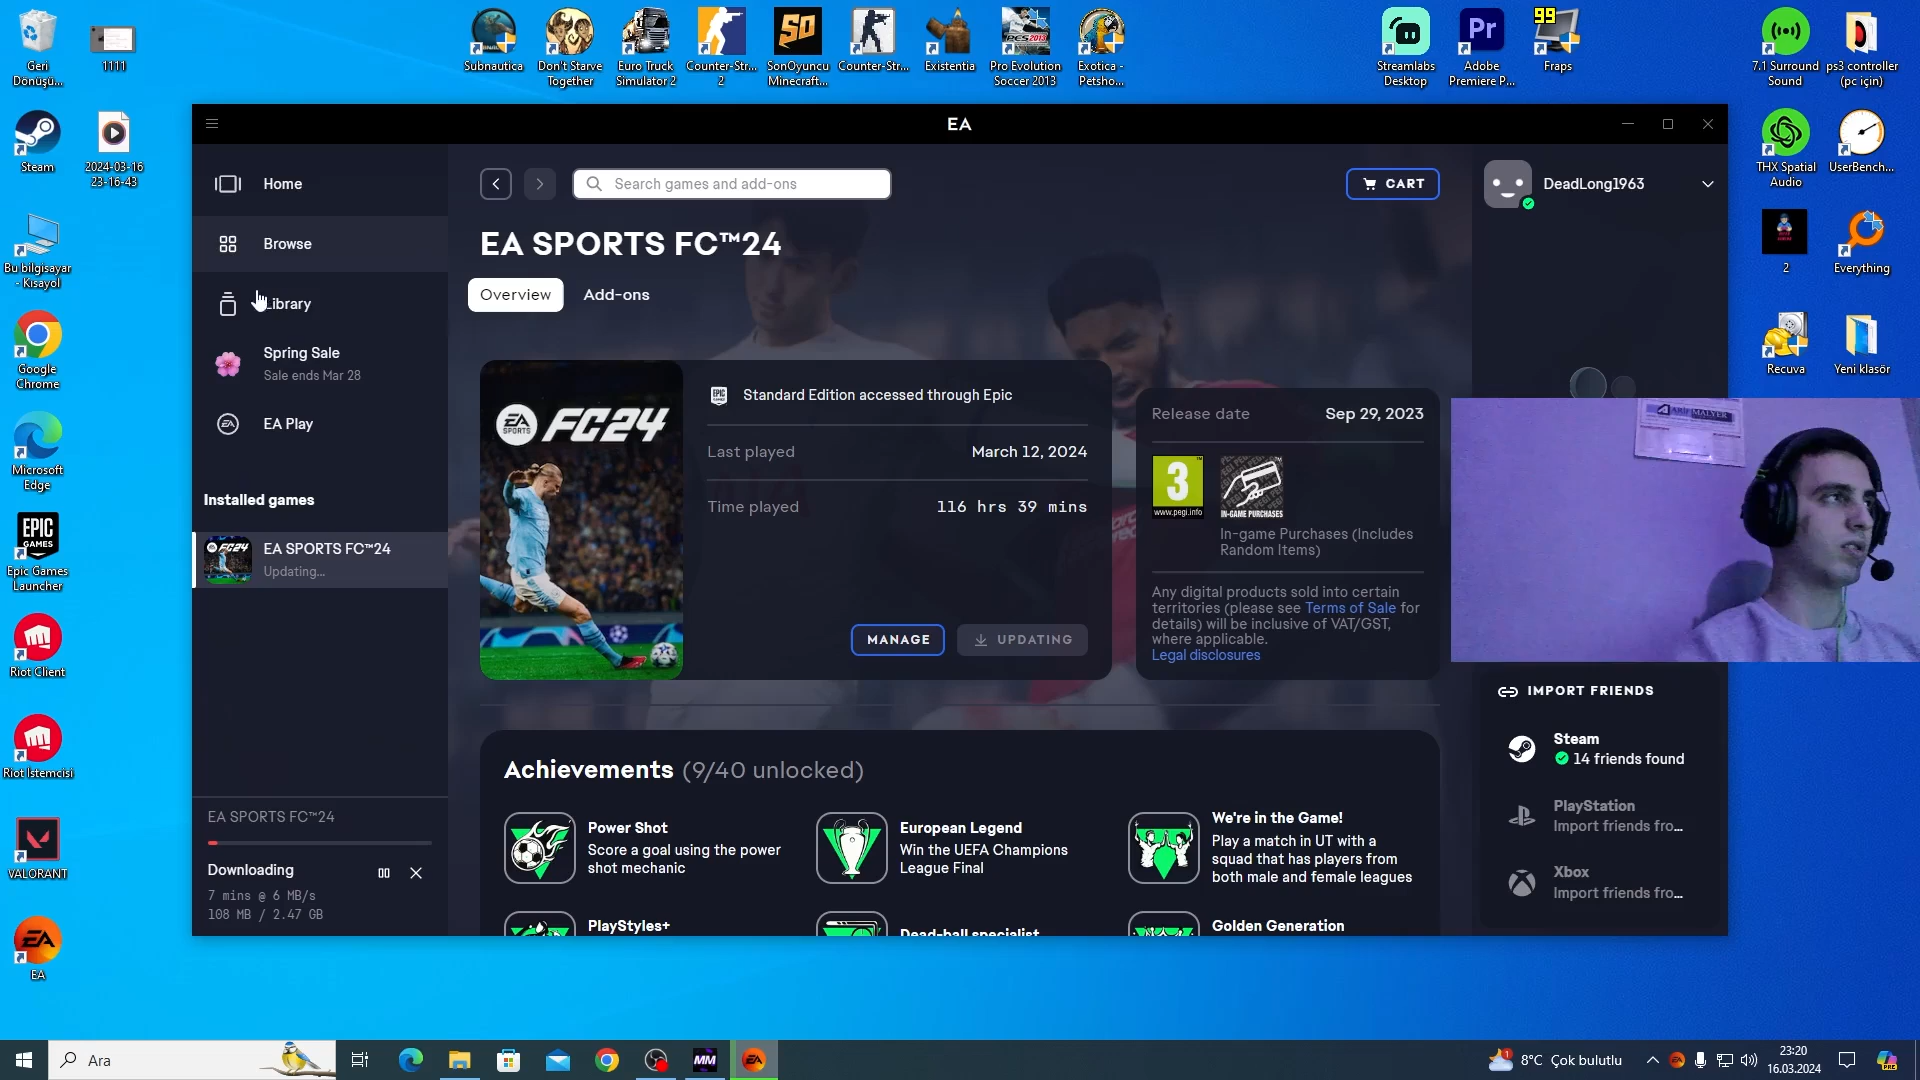 Geri
Dönüşü...
1111
Subnautica
Don't Starve
Together
Euro Truck
Simulator 2
Counter-Str...
2
SonOyuncu
Minecraft...
Counter-Str...
Existentia
Pro Evolution
Soccer 2013
Exotica -
Petsho...
Streamlabs
Desktop
Adobe
Premiere P...
99
Fraps
7.1 Surround
Sound
ps3 controller
(pc için)
Steam
2024-03-16
23-16-43
THX Spatial
Audio
UserBench...
Bu bilgisayar
- Kısayol
2
Everything
Google
Chrome
Recuva
Yeni klasör
Microsoft
Edge
Epic Games
Launcher
Riot Client
Riot İstemcisi
VALORANT
EA
EA
Home
Browse
Library
Spring Sale
Sale ends Mar 28
EA Play
Installed games
EA SPORTS FC™24
Updating...
EA SPORTS FC™24
Downloading
7 mins @ 6 MB/s
108 MB / 2.47 GB
Search games and add-ons
CART
DeadLong1963
EA SPORTS FC™24
Overview
Add-ons
EA SPORTS FC24
EPIC GAMES
Standard Edition accessed through Epic
Last played
March 12, 2024
Time played
116 hrs 39 mins
MANAGE
UPDATING
Release date
Sep 29, 2023
3
www.pegi.info
IN-GAME PURCHASES
In-game Purchases (Includes
Random Items)
Any digital products sold into certain
territories (please see Terms of Sale for
details) will be inclusive of VAT/GST,
where applicable.
Legal disclosures
Achievements (9/40 unlocked)
Power Shot
Score a goal using the power
shot mechanic
European Legend
Win the UEFA Champions
League Final
We're in the Game!
Play a match in UT with a
squad that has players from
both male and female leagues
PlayStyles+
Dead-ball specialist
Golden Generation
IMPORT FRIENDS
Steam
14 friends found
PlayStation
Import friends fro...
Xbox
Import friends fro...
Ara
8°C Çok bulutlu
23:20
16.03.2024